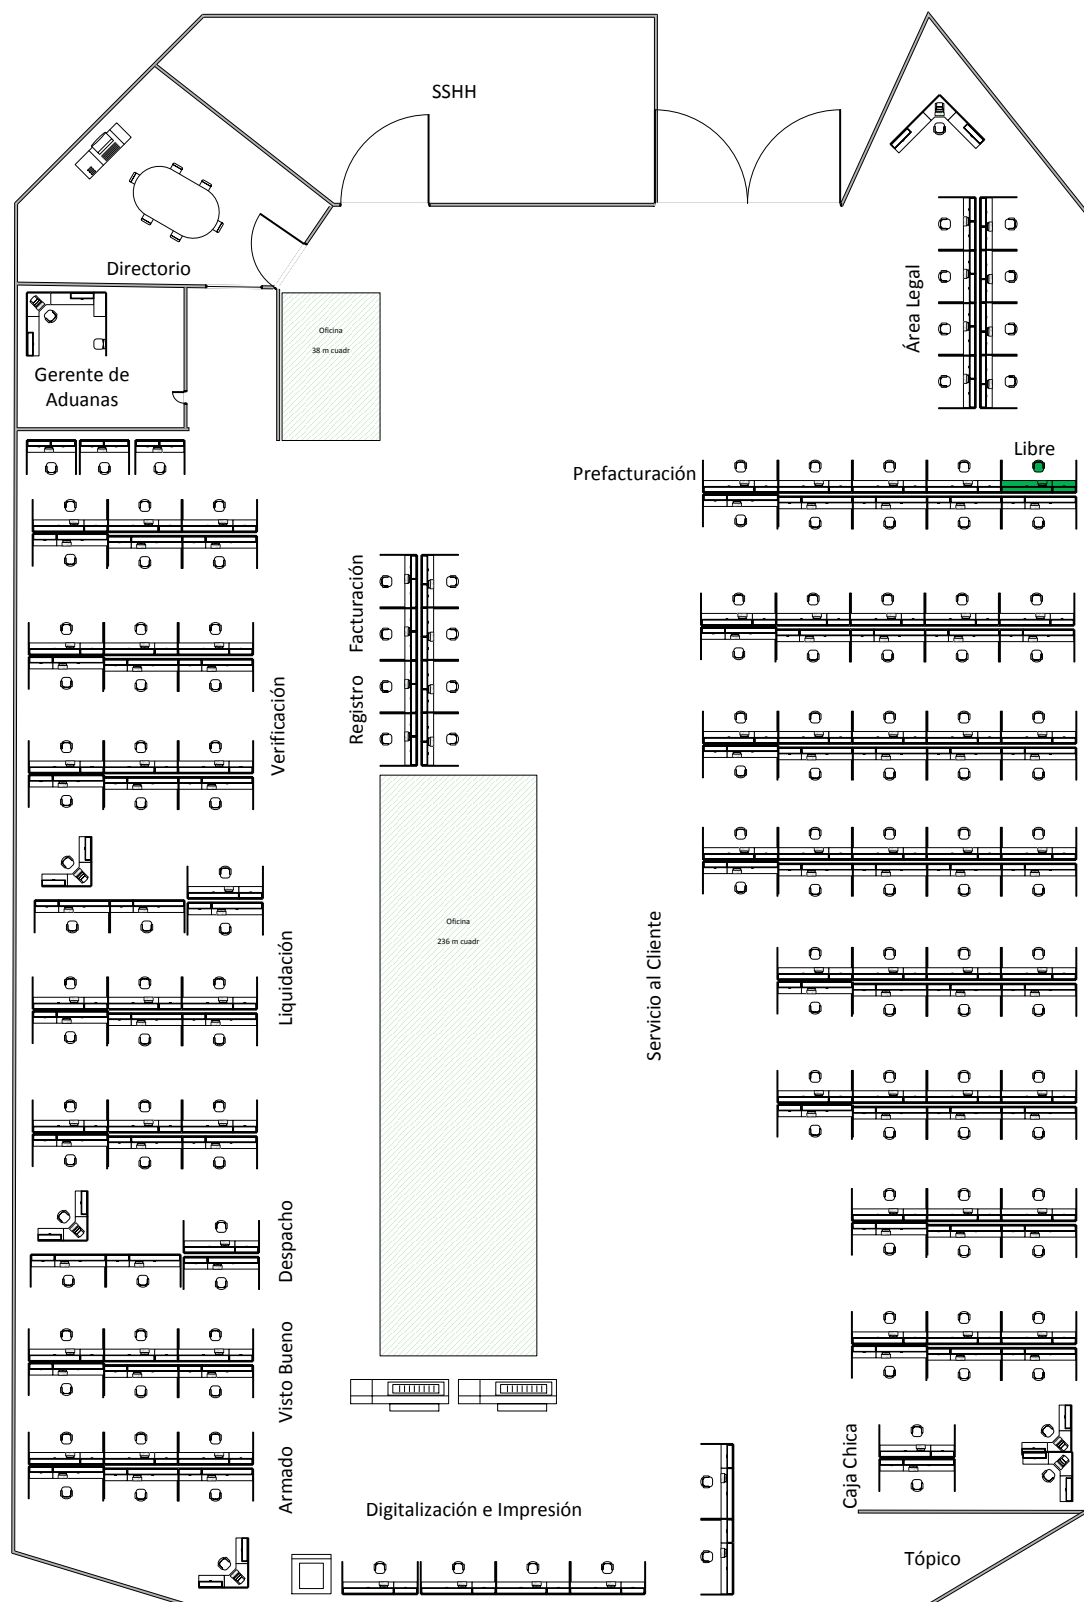 SSHH
Directorio
Oficina
38 m cuadr
Área Legal
Gerente de
Aduanas
Libre
Prefacturación
Facturación
Registro
Verificación
Oficina
236 m cuadr
Servicio al Cliente
Liquidación
Despacho
Visto Bueno
Armado
Caja Chica
Digitalización e Impresión
Tópico